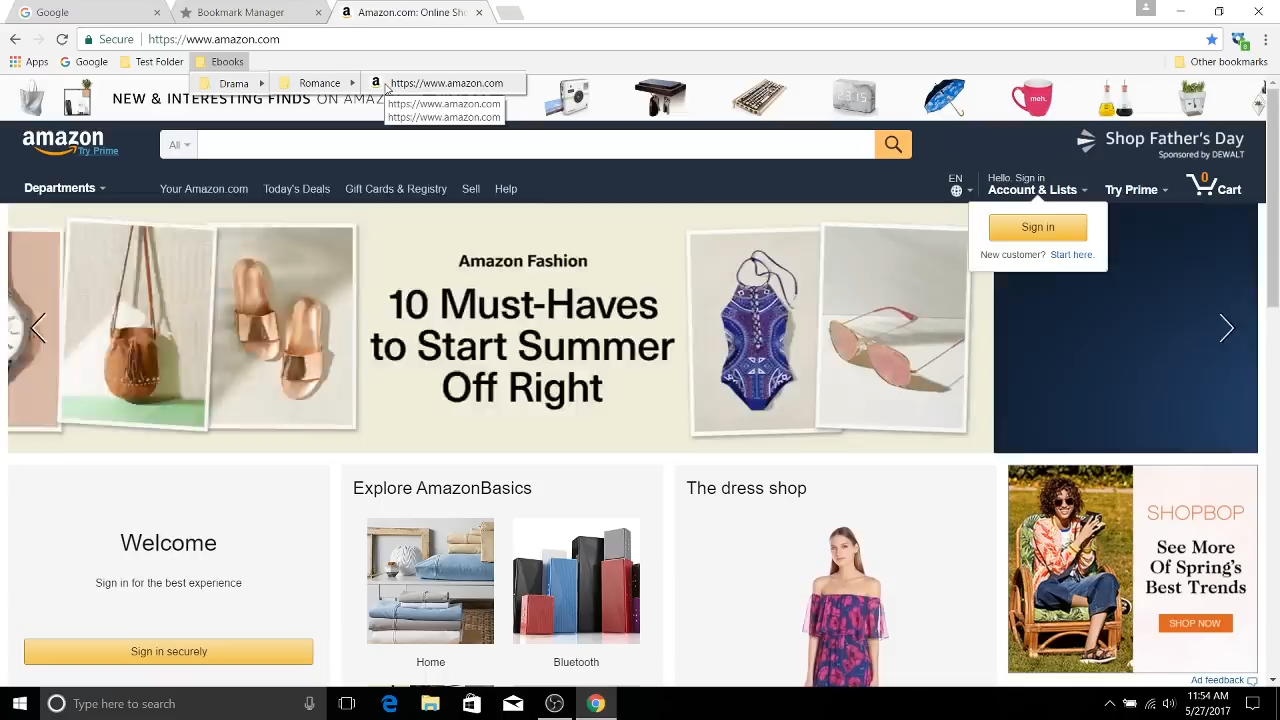 Google
Bookmark Manager
Amazon.com: Online Sho
Secure
https://www.amazon.com
8
Apps
Google
Test Folder
Ebooks
Other bookmarks
Drama
Romance
https://www.amazon.com
https://www.amazon.com
https://www.amazon.com
NEW & INTERESTING FINDS ON AMAZ
23:15
meh.
amazon
Try Prime
All
Shop Father's Day
Sponsored by DEWALT
Departments
Your Amazon.com
Today's Deals
Gift Cards & Registry
Sell
Help
EN
Hello. Sign in
Account & Lists
Try Prime
0
Cart
Sign in
New customer? Start here.
Amazon Fashion
10 Must-Haves
to Start Summer
Off Right
Welcome
Sign in for the best experience
Sign in securely
Explore AmazonBasics
Home
Bluetooth
The dress shop
SHOPBOP
See More
Of Spring's
Best Trends
SHOP NOW
Ad feedback
Type here to search
11:54 AM
5/27/2017